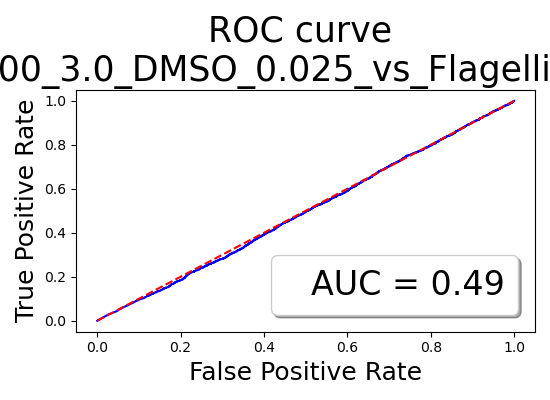 ROC curve
00_3.0_DMSO_0.025_vs_Flagelli
True Positive Rate
1.0
0.8
0.6
0.4
0.2
0.0
AUC = 0.49
0.0 0.2 0.4 0.6 0.8 1.0
False Positive Rate